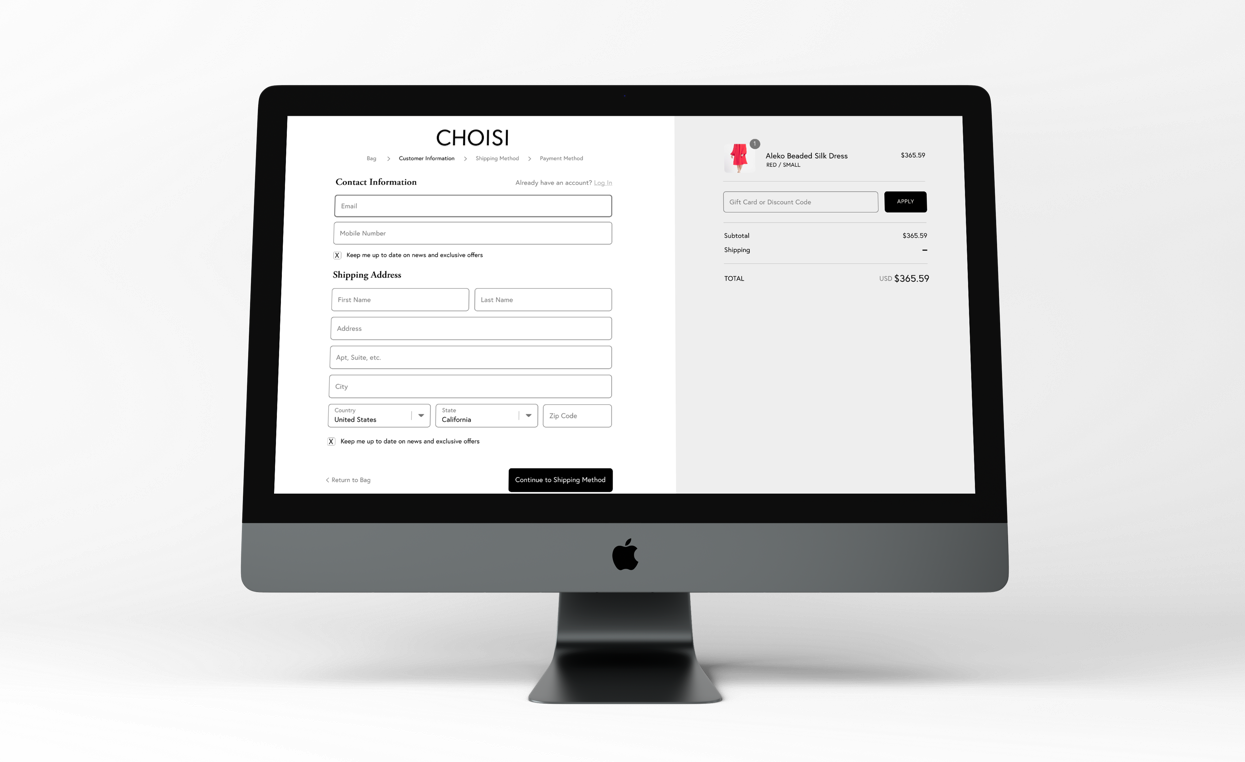 CHOISI
Bag > Customer Information > Shipping Method > Payment Method
Contact Information
Already have an account? Log In
Email
Mobile Number
X Keep me up to date on news and exclusive offers
Shipping Address
First Name
Last Name
Address
Apt, Suite, etc.
City
Country
United States
State
California
Zip Code
X Keep me up to date on news and exclusive offers
< Return to Bag
Continue to Shipping Method
1
Aleko Beaded Silk Dress
RED / SMALL
$365.59
Gift Card or Discount Code
APPLY
Subtotal
$365.59
Shipping
–
TOTAL
USD $365.59